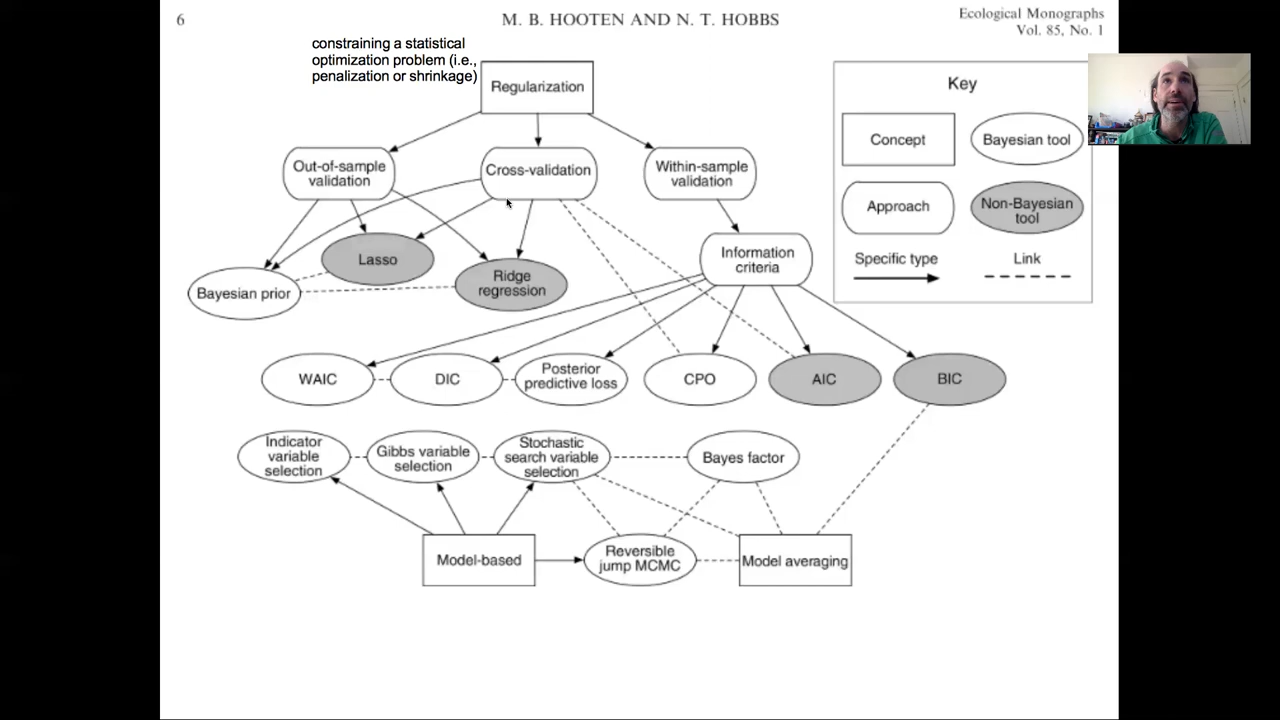 6
M. B. HOOTEN AND N. T. HOBBS
Ecological Monographs
Vol. 85, No. 1
constraining a statistical
optimization problem (i.e.,
penalization or shrinkage)
Regularization
Key
Concept
Bayesian tool
Approach
Non-Bayesian
tool
Specific type
Link
Out-of-sample
validation
Cross-validation
Within-sample
validation
Lasso
Information
criteria
Bayesian prior
Ridge
regression
WAIC
DIC
Posterior
predictive loss
CPO
AIC
BIC
Indicator
variable
selection
Gibbs variable
selection
Stochastic
search variable
selection
Bayes factor
Model-based
Reversible
jump MCMC
Model averaging